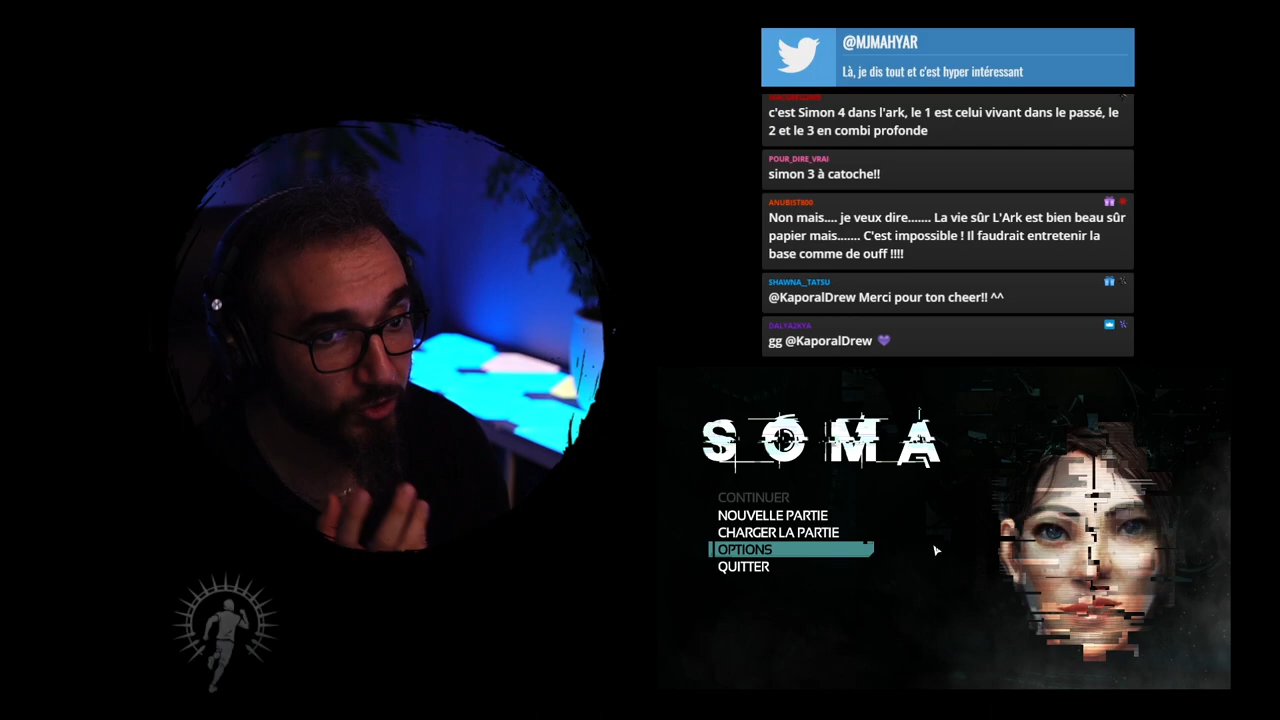 @MJMAHYAR
Là, je dis tout et c'est hyper intéressant
c'est Simon 4 dans l'ark, le 1 est celui vivant dans le passé, le
2 et le 3 en combi profonde
POUR_DIRE_VRAI
simon 3 à catoche!!
ANUBIST800
Non mais.... je veux dire....... La vie sûr L'Ark est bien beau sûr
papier mais....... C'est impossible ! Il faudrait entretenir la
base comme de ouff !!!!
SHAWNA__TATSU
@KaporalDrew Merci pour ton cheer!! ^^
DALYA2KYA
gg @KaporalDrew 💜
SOMA
CONTINUER
NOUVELLE PARTIE
CHARGER LA PARTIE
OPTIONS
QUITTER